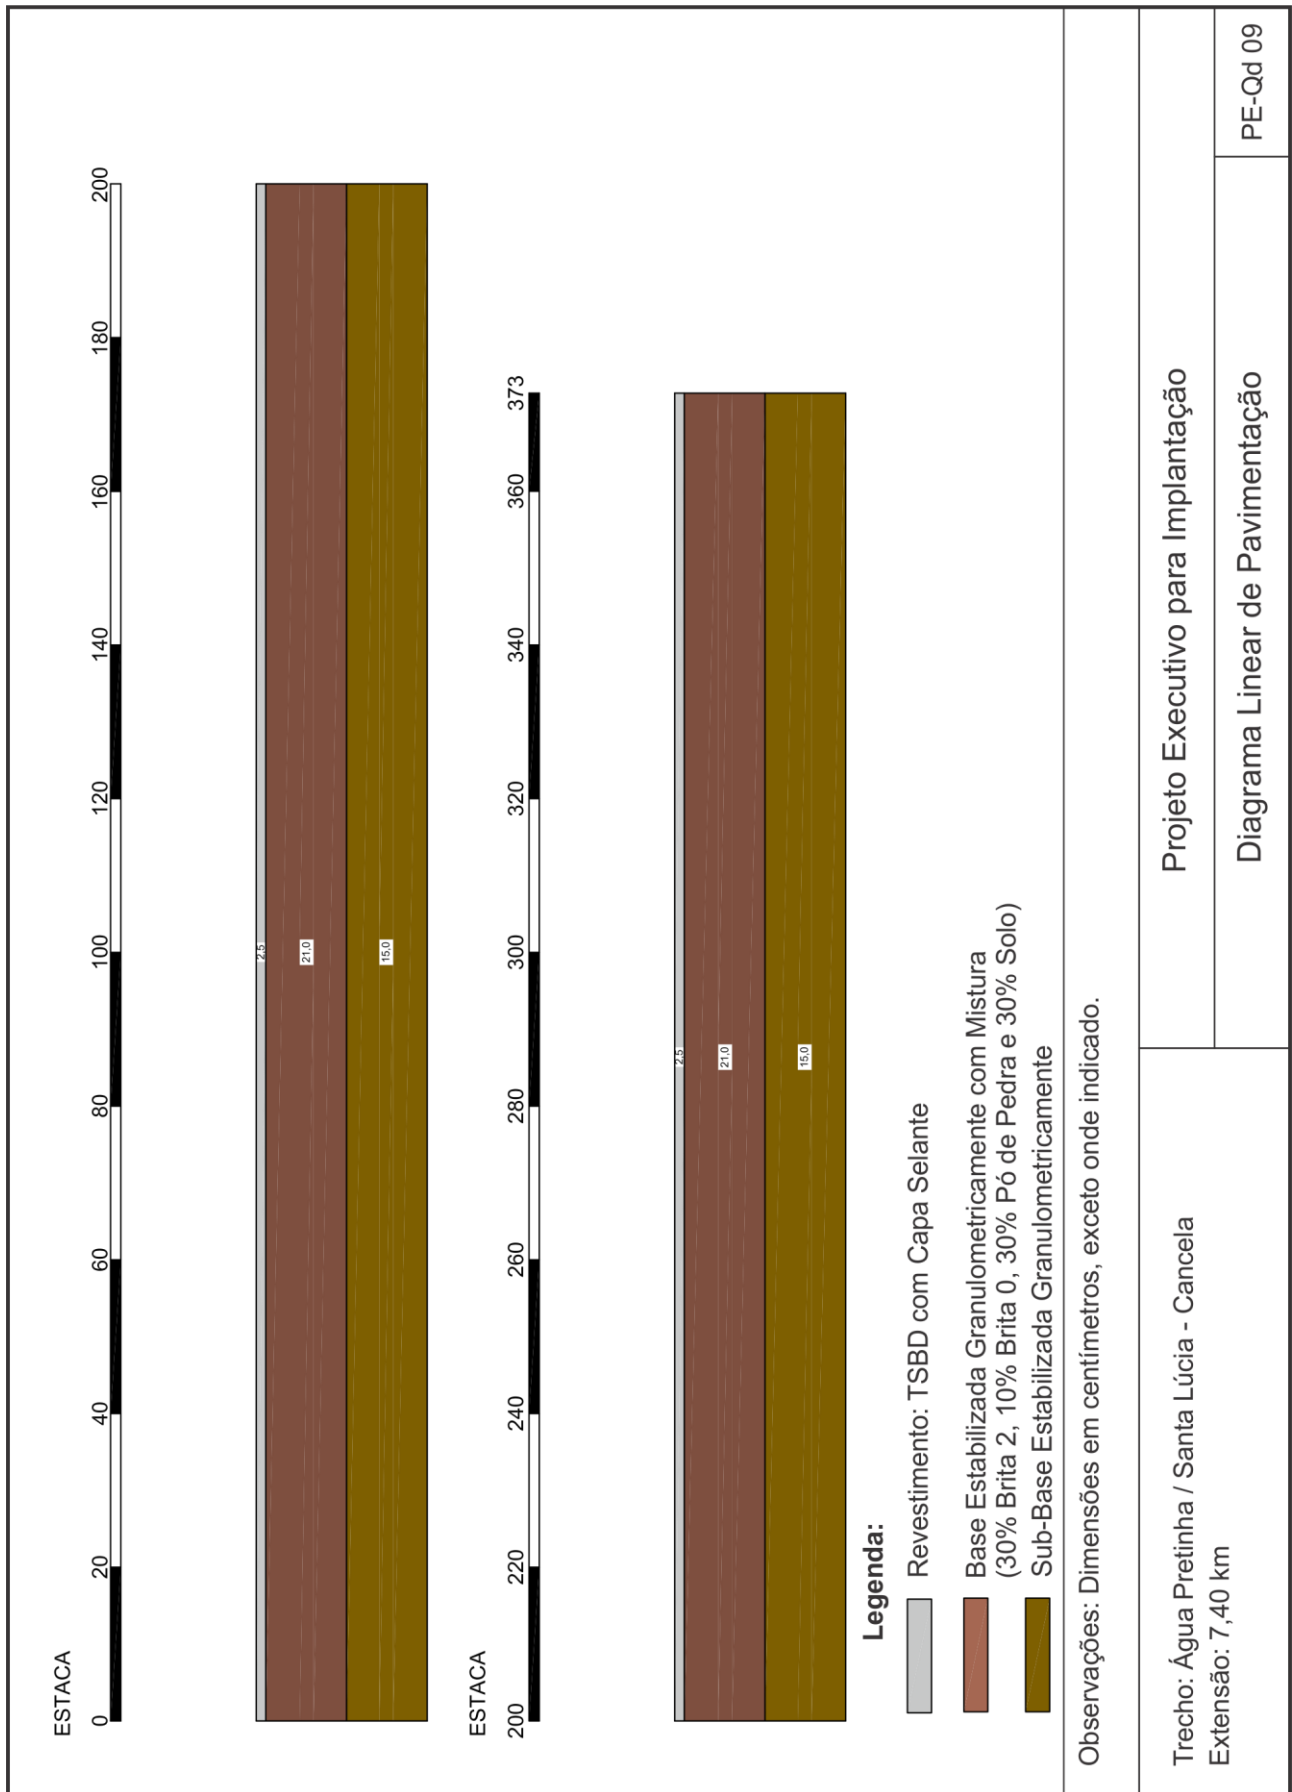 ESTACA
0 20 40 60 80 100 120 140 160 180 200
2,5
21,0
15,0
ESTACA
200 220 240 260 280 300 320 340 360 373
2,5
21,0
15,0
Legenda:
Revestimento: TSBD com Capa Selante
Base Estabilizada Granulometricamente com Mistura
(30% Brita 2, 10% Brita 0, 30% Pó de Pedra e 30% Solo)
Sub-Base Estabilizada Granulometricamente
Observações: Dimensões em centímetros, exceto onde indicado.
Trecho: Água Pretinha / Santa Lúcia - Cancela
Extensão: 7,40 km
Projeto Executivo para Implantação
Diagrama Linear de Pavimentação
PE-Qd 09